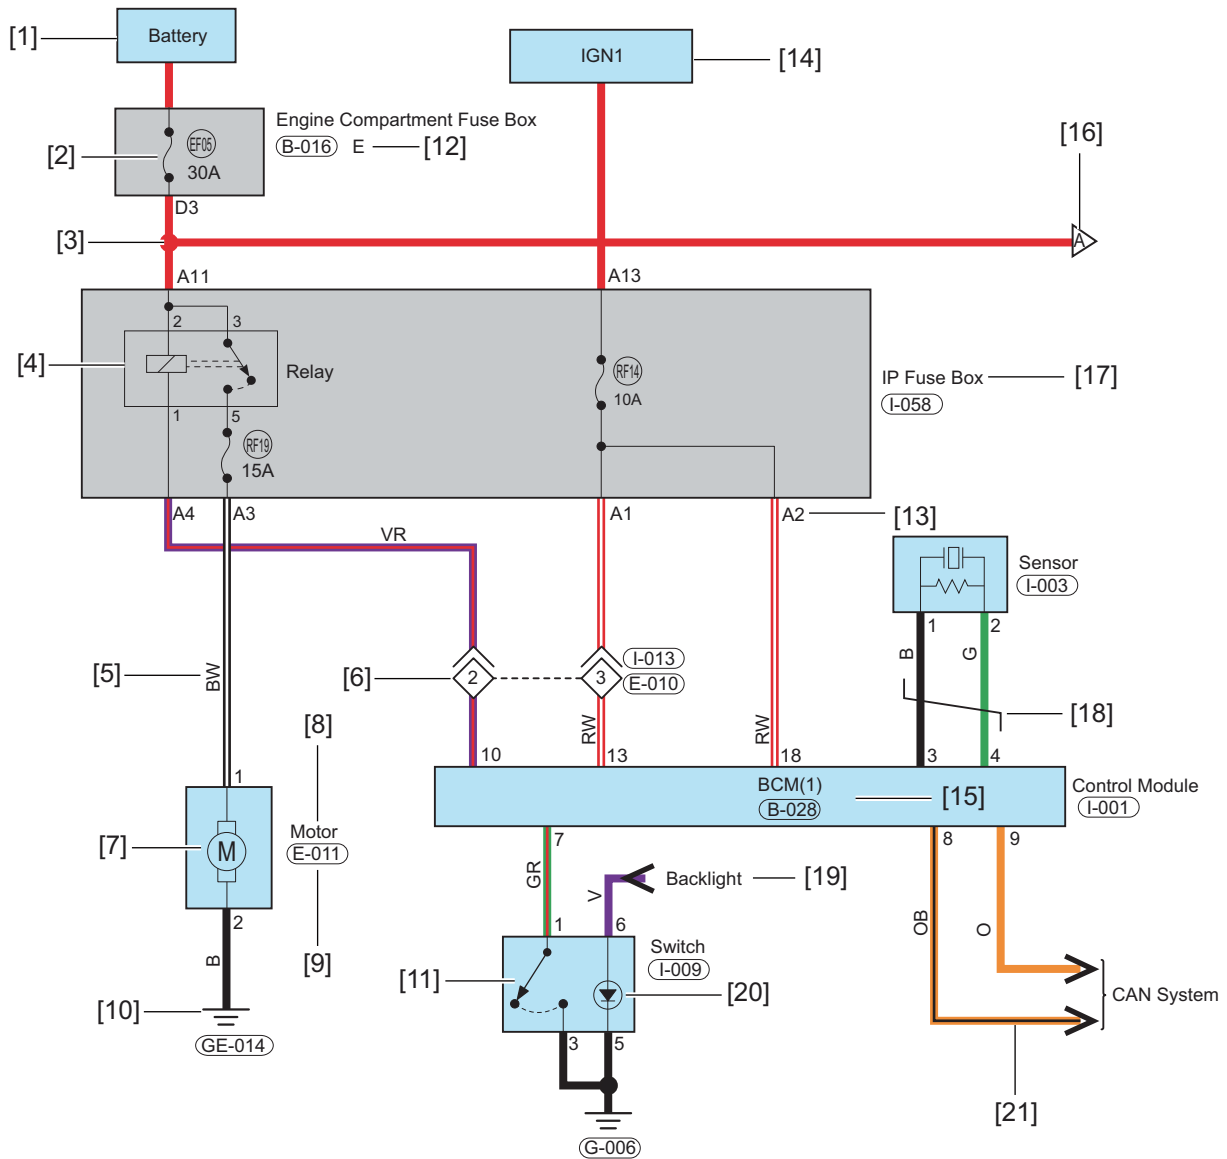 [1]
Battery
IGN1
[14]
Engine Compartment Fuse Box
B-016 E [12]
[16]
[2]
EF05
30A
D3
[3]
A
A11
A13
2
3
[4]
Relay
RF14
10A
IP Fuse Box
[17]
I-058
1
5
RF19
15A
A4
A3
A1
A2
[13]
VR
Sensor
I-003
1
2
B
G
[5]
BW
[6]
2
3
I-013
E-010
[18]
[8]
RW
RW
10
13
18
3
4
1
BCM(1)
B-028
[15]
Control Module
I-001
[7]
M
Motor
E-011
7
8
9
GR
V
Backlight
[19]
2
B
[9]
1
6
OB
O
Switch
I-009
[11]
[20]
[10]
GE-014
CAN System
3
5
[21]
G-006